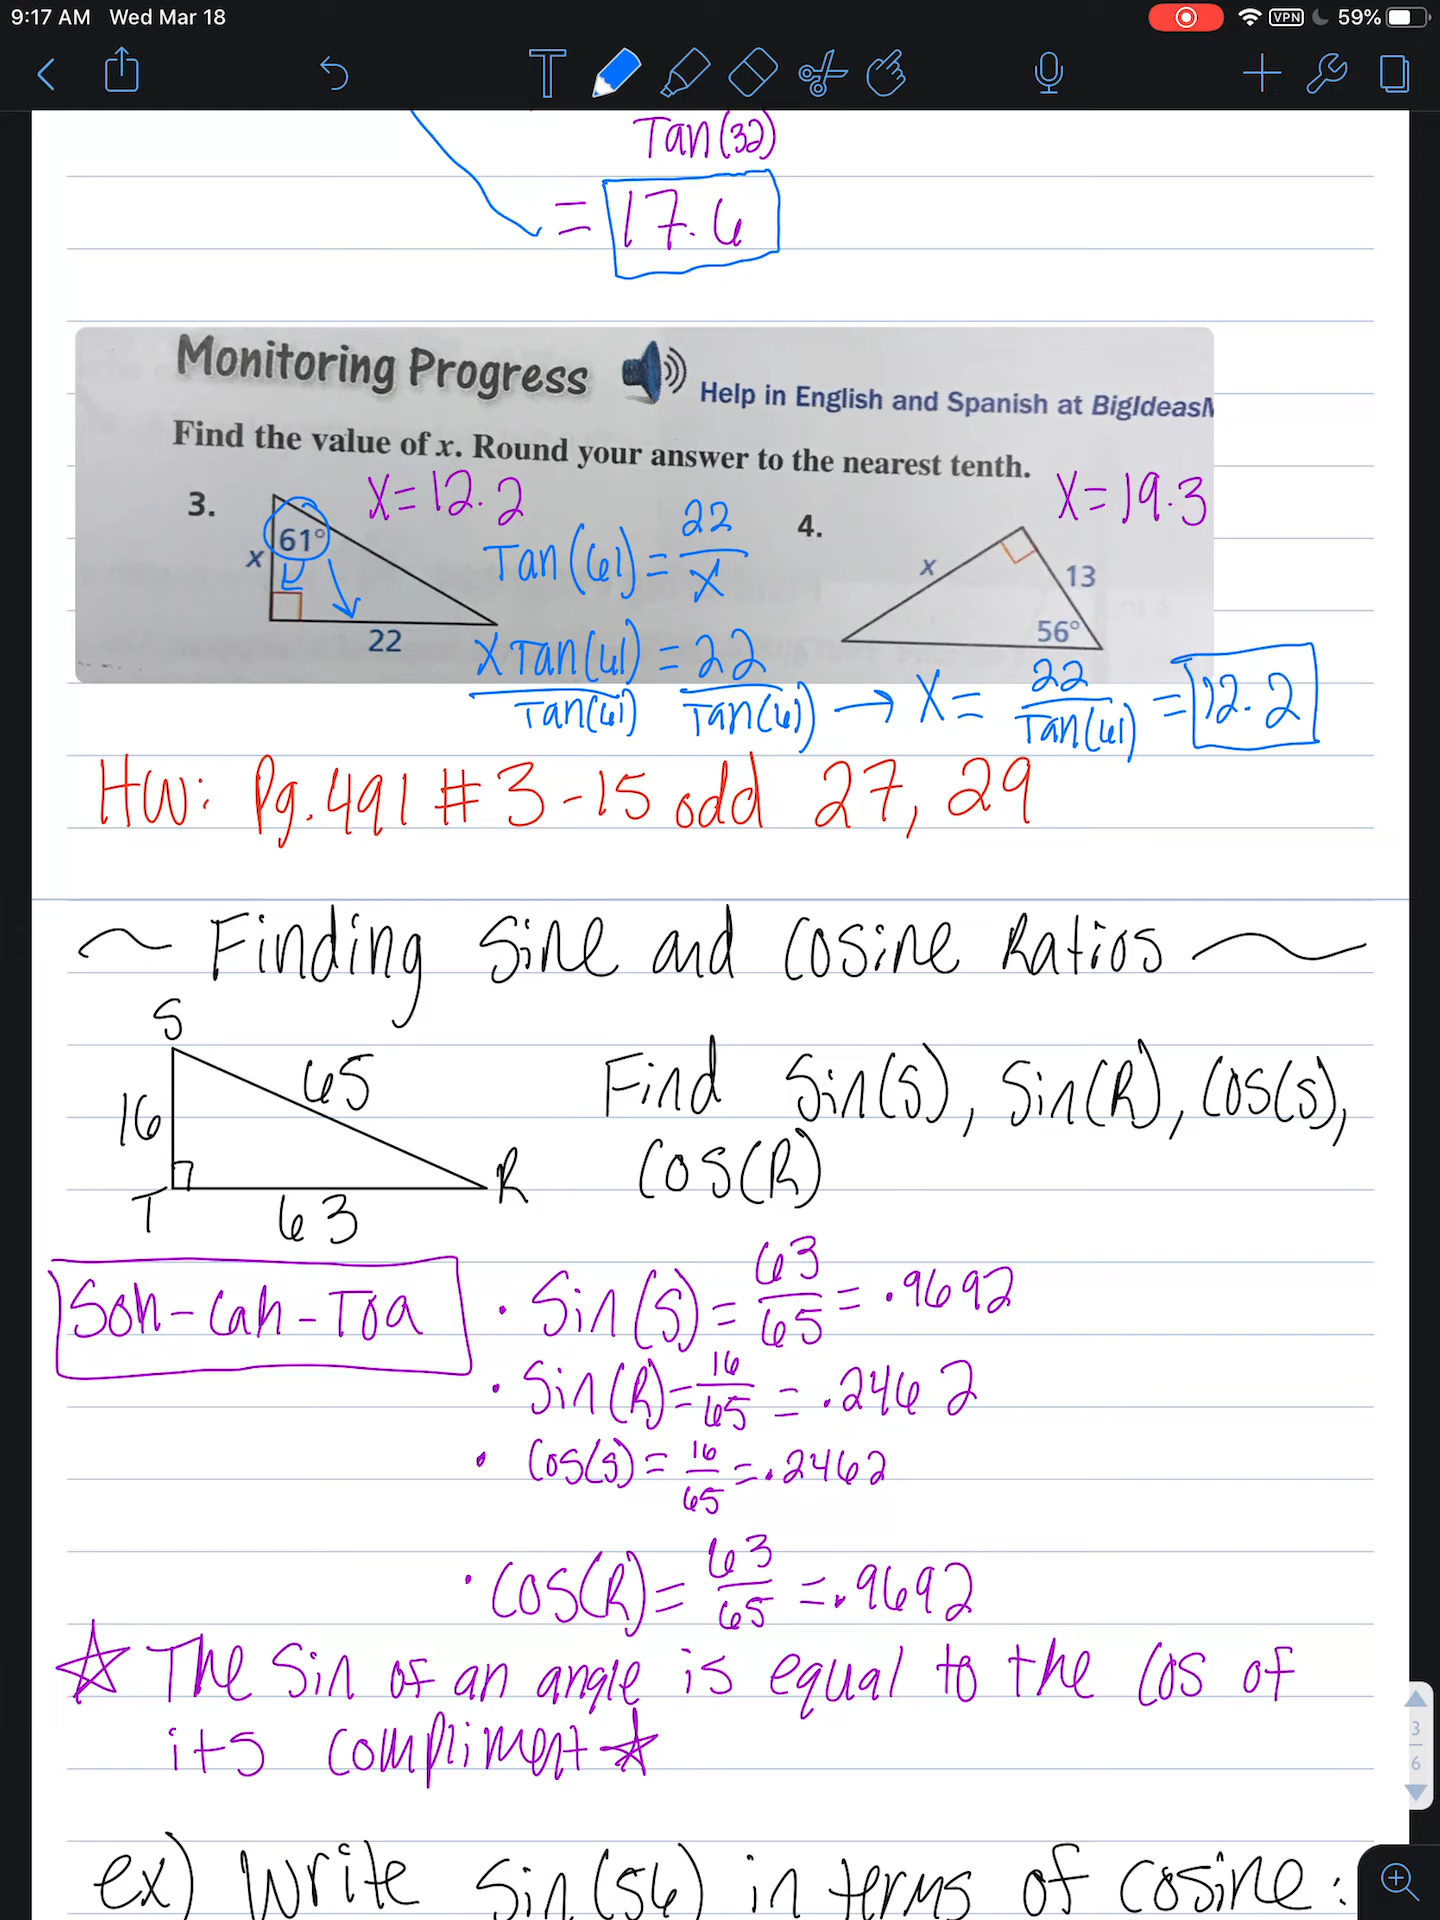 9:17 AM Wed Mar 18
VPN 59%
Tan(32)
= 17.6
Monitoring Progress
Help in English and Spanish at BigIdeasM
Find the value of x. Round your answer to the nearest tenth.
3. x = 12.2
61°
x
22
Tan(61) = 22/x
4. x = 19.3
x
13
56°
x Tan(61) = 22
Tan(61) Tan(61) → x = 22/Tan(61) = 12.2
HW: Pg. 491 # 3-15 odd 27, 29
~ Finding Sine and Cosine Ratios ~
S
65
16
T
63
R
Find Sin(S), Sin(R), Cos(S),
Cos(R)
Soh-Cah-Toa
• Sin(S) = 63/65 = .9692
• Sin(R) = 16/65 = .2462
• Cos(S) = 16/65 = .2462
• Cos(R) = 63/65 = .9692
☆ The Sin of an angle is equal to the Cos of
its compliment ☆
3
6
ex) Write Sin(56) in terms of cosine: